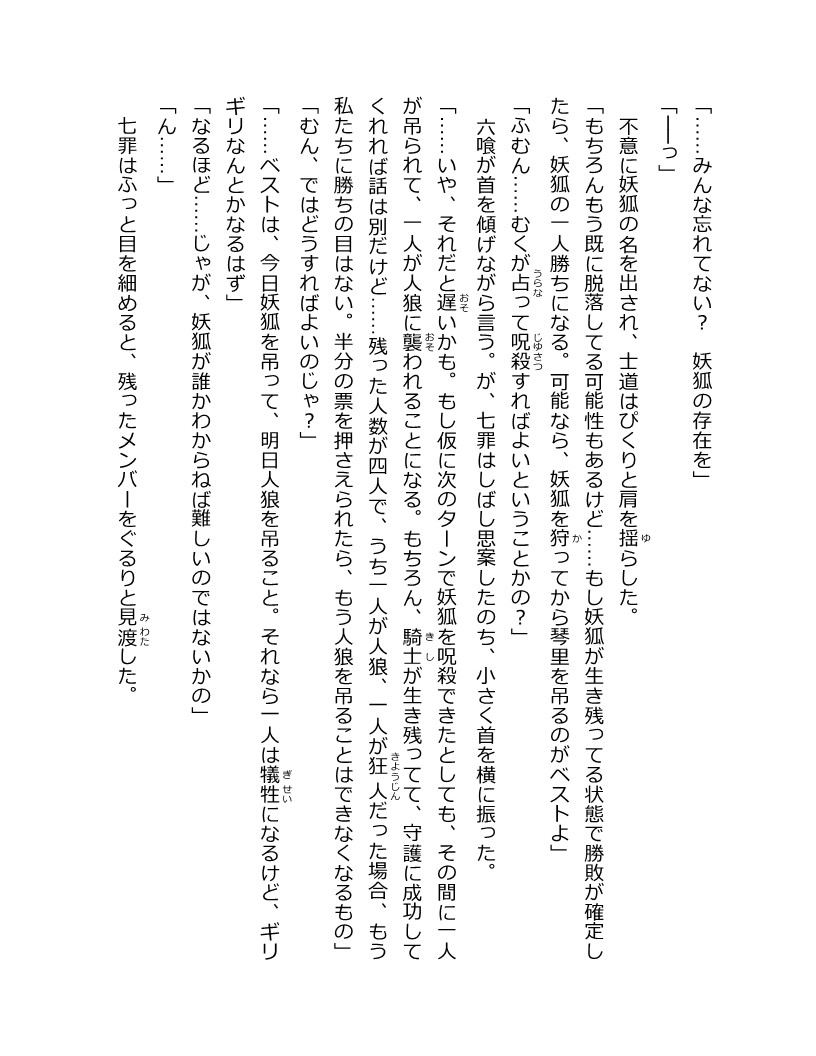 「……みんな忘れてない？　妖狐の存在を」
「――っ」
　不意に妖狐の名を出され、士道はぴくりと肩を揺らした。
「もちろんもう既に脱落してる可能性もあるけど……もし妖狐が生き残ってる状態で勝敗が確定し
たら、妖狐の一人勝ちになる。可能なら、妖狐を狩ってから琴里を吊るのがベストよ」
「ふむん……むくが占って呪殺すればよいということかの？」
　六喰が首を傾げながら言う。が、七罪はしばし思案したのち、小さく首を横に振った。
「……いや、それだと遅いかも。もし仮に次のターンで妖狐を呪殺できたとしても、その間に一人
が吊られて、一人が人狼に襲われることになる。もちろん、騎士が生き残ってて、守護に成功して
くれれば話は別だけど……残った人数が四人で、うち一人が人狼、一人が狂人だった場合、もう
私たちに勝ちの目はない。半分の票を押さえられたら、もう人狼を吊ることはできなくなるもの」
「むん、ではどうすればよいのじゃ？」
「……ベストは、今日妖狐を吊って、明日人狼を吊ること。それなら一人は犠牲になるけど、ギリ
ギリなんとかなるはず」
「なるほど……じゃが、妖狐が誰かわからねば難しいのではないかの」
「ん……」
　七罪はふっと目を細めると、残ったメンバーをぐるりと見渡した。